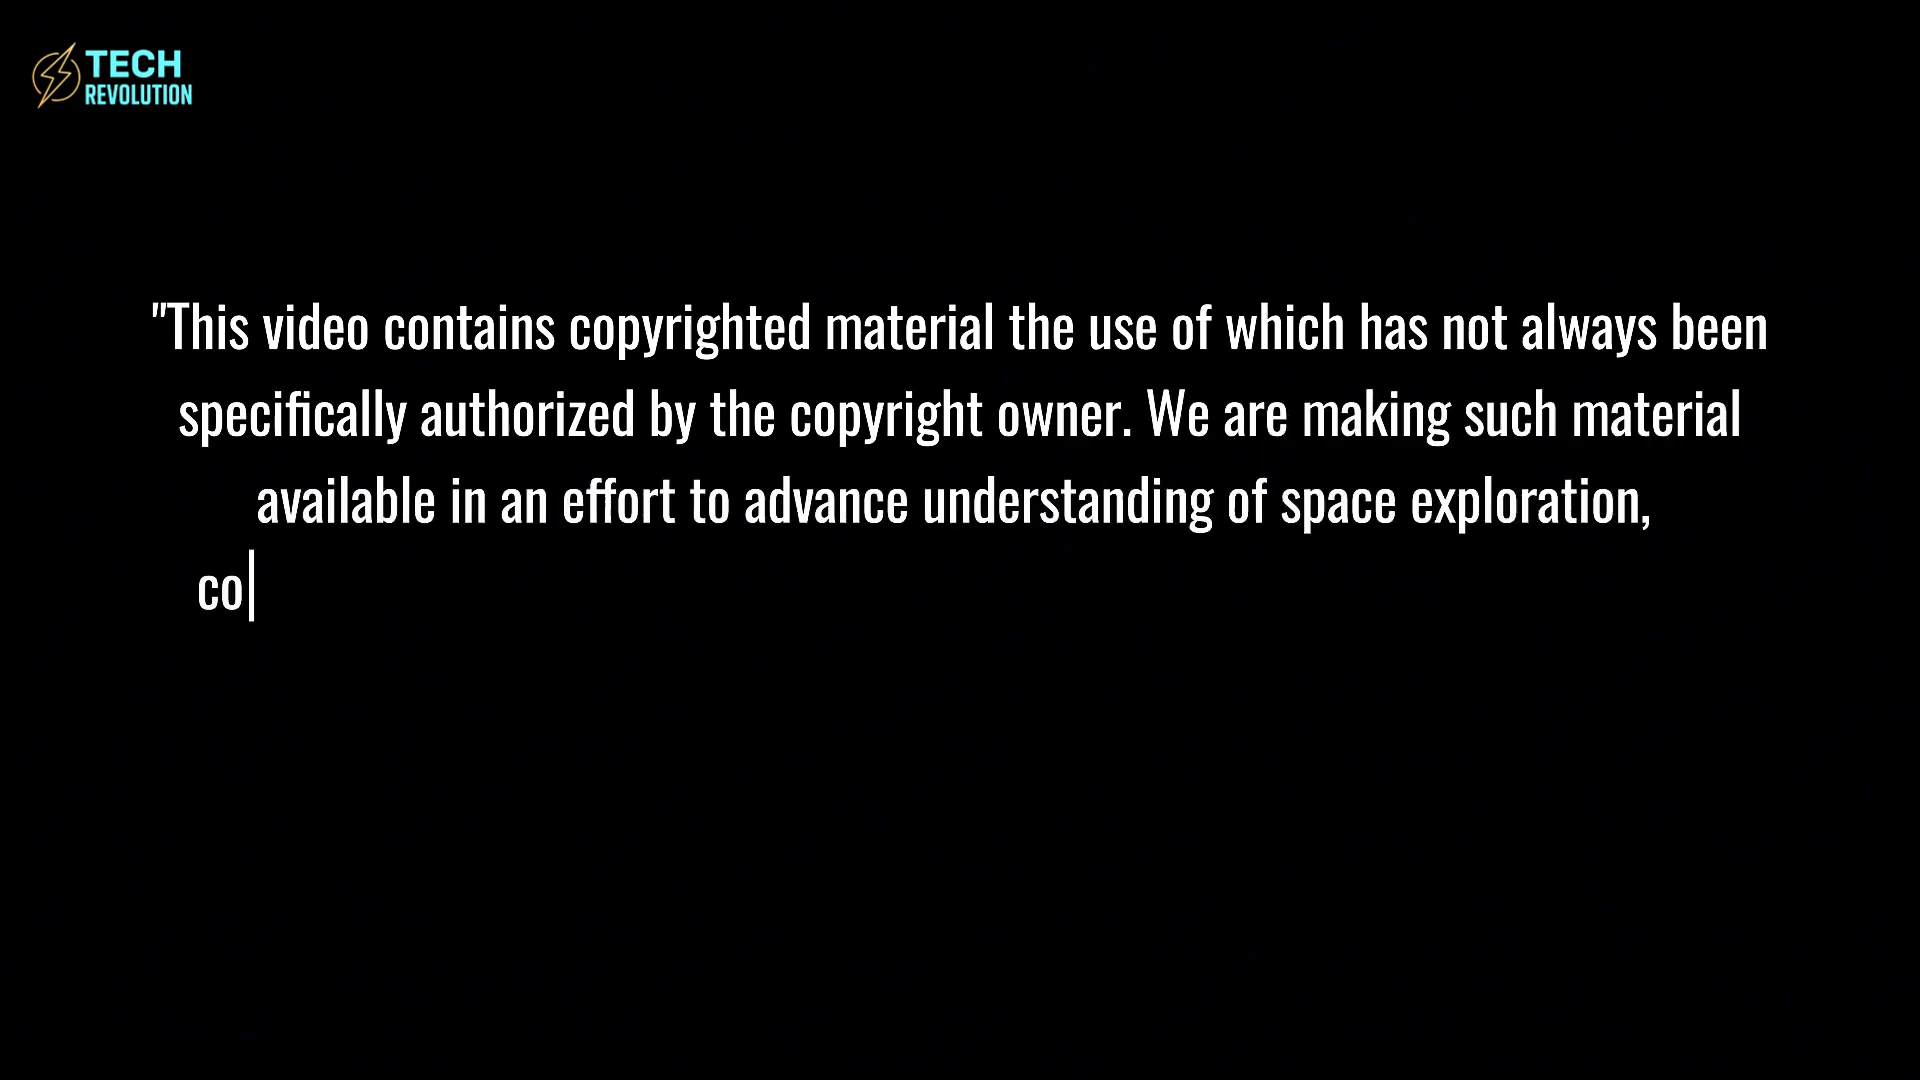 TECH
REVOLUTION
"This video contains copyrighted material the use of which has not always been
specifically authorized by the copyright owner. We are making such material
available in an effort to advance understanding of space exploration,
co